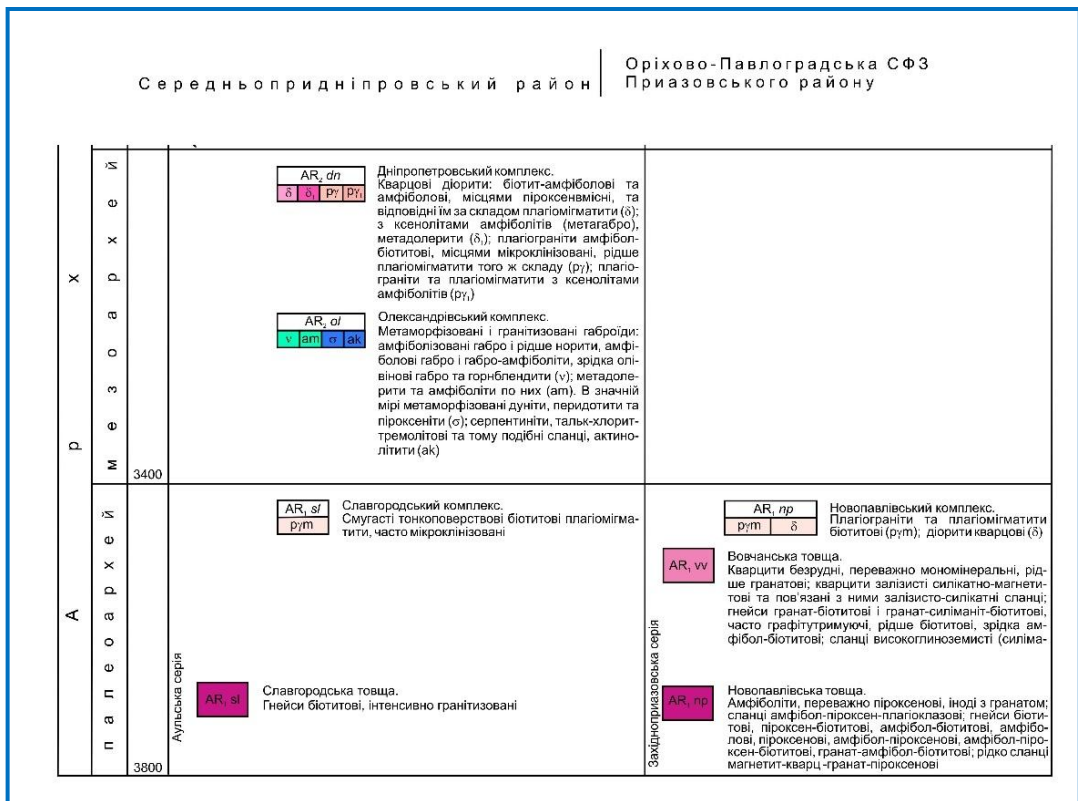 Середньопридніпровський район
Оріхово-Павлоградська СФЗ
Приазовського району
Архей
мезоархей
3400
AR₂ dn
δ δ₁ pγ pγ₁
Дніпропетровський комплекс.
Кварцові діорити: біотит-амфіболові та
амфіболові, місцями піроксенвмісні, та
відповідні їм за складом плагіомігматити (δ);
з ксенолітами амфіболітів (метагабро),
метадолерити (δ₁); плагіограніти амфібол-
біотитові, місцями мікроклінізовані, рідше
плагіомігматити того ж складу (pγ); плагіо-
граніти та плагіомігматити з ксенолітами
амфіболітів (pγ₁)
AR₂ ol
ν am σ ak
Олександрівський комплекс.
Метаморфізовані і гранітизовані габроїди:
амфіболізовані габро і рідше норити, амфі-
болові габро і габро-амфіболіти, зрідка олі-
вінові габро та горнблендити (ν); метадоле-
рити та амфіболіти по них (am). В значній
мірі метаморфізовані дуніти, перидотити та
піроксеніти (σ); серпентиніти, тальк-хлорит-
тремолітові та тому подібні сланці, актино-
літити (ak)
палеоархей
3800
AR₁ sl
pγm
Славгородський комплекс.
Смугасті тонкоповерствові біотитові плагіомігма-
тити, часто мікроклінізовані
Аульська серія
AR₁ sl
Славгородська товща.
Гнейси біотитові, інтенсивно гранітизовані
AR₁ np
pγm δ
Новопавлівський комплекс.
Плагіограніти та плагіомігматити
біотитові (pγm); діорити кварцові (δ)
Західноприазовська серія
AR₁ vv
Вовчанська товща.
Кварцити безрудні, переважно мономінеральні, рід-
ше гранатові; кварцити залізисті силікатно-магнети-
тові та пов'язані з ними залізисто-силікатні сланці;
гнейси гранат-біотитові і гранат-силіманіт-біотитові,
часто графітутримуючі, рідше біотитові, зрідка ам-
фібол-біотитові; сланці високоглиноземисті (силіма-
AR₁ np
Новопавлівська товща.
Амфіболіти, переважно піроксенові, іноді з гранатом;
сланці амфібол-піроксен-плагіоклазові; гнейси біоти-
тові, піроксен-біотитові, амфібол-біотитові, амфібо-
лові, піроксенові, амфібол-піроксенові, амфібол-піро-
ксен-біотитові, гранат-амфібол-біотитові; рідко сланці
магнетит-кварц-гранат-піроксенові